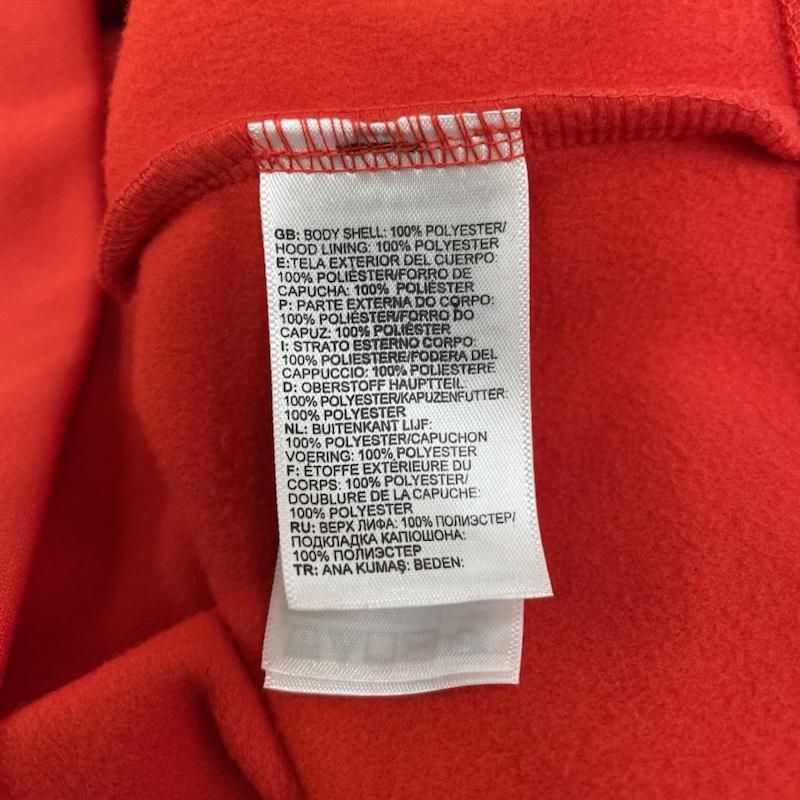 GB: BODY SHELL: 100% POLYESTER/
HOOD LINING: 100% POLYESTER
E:TELA EXTERIOR DEL CUERPO:
100% POLIÉSTER/FORRO DE
CAPUCHA: 100% POLIÉSTER
P: PARTE EXTERNA DO CORPO:
100% POLIÉSTER/FORRO DO
CAPUZ: 100% POLIÉSTER
I: STRATO ESTERNO CORPO:
100% POLIESTERE/FODERA DEL
CAPPUCCIO: 100% POLIESTERE
D: OBERSTOFF HAUPTTEIL:
100% POLYESTER/KAPUZENFUTTER:
100% POLYESTER
NL: BUITENKANT LIJF:
100% POLYESTER/CAPUCHON
VOERING: 100% POLYESTER
F: ÉTOFFE EXTÉRIEURE DU
CORPS: 100% POLYESTER/
DOUBLURE DE LA CAPUCHE:
100% POLYESTER
RU: ВЕРХ ЛИФА: 100% ПОЛИЭСТЕР/
ПОДКЛАДКА КАПЮШОНА:
100% ПОЛИЭСТЕР
TR: ANA KUMAŞ: BEDEN: